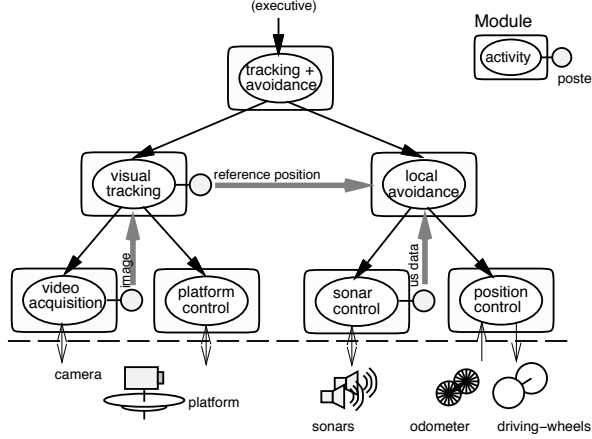 (executive)
Module
tracking +
avoidance
activity
poste
visual
tracking
reference position
local
avoidance
image
us data
video
acquisition
platform
control
sonar
control
position
control
camera
platform
sonars
odometer
driving–wheels